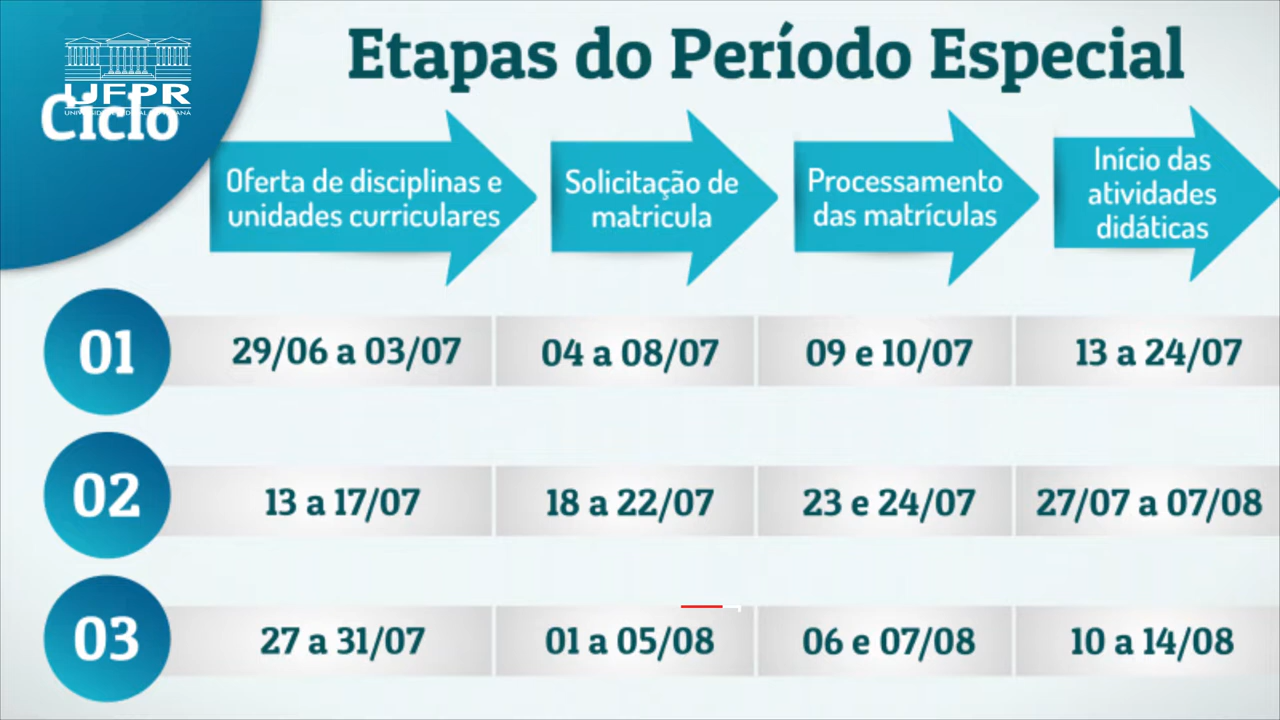 Etapas do Período Especial
UFPR
Ciclo
Oferta de disciplinas e
unidades curriculares
Solicitação de
matricula
Processamento
das matrículas
Início das
atividades
didáticas
01
29/06 a 03/07
04 a 08/07
09 e 10/07
13 a 24/07
02
13 a 17/07
18 a 22/07
23 e 24/07
27/07 a 07/08
03
27 a 31/07
01 a 05/08
06 e 07/08
10 a 14/08